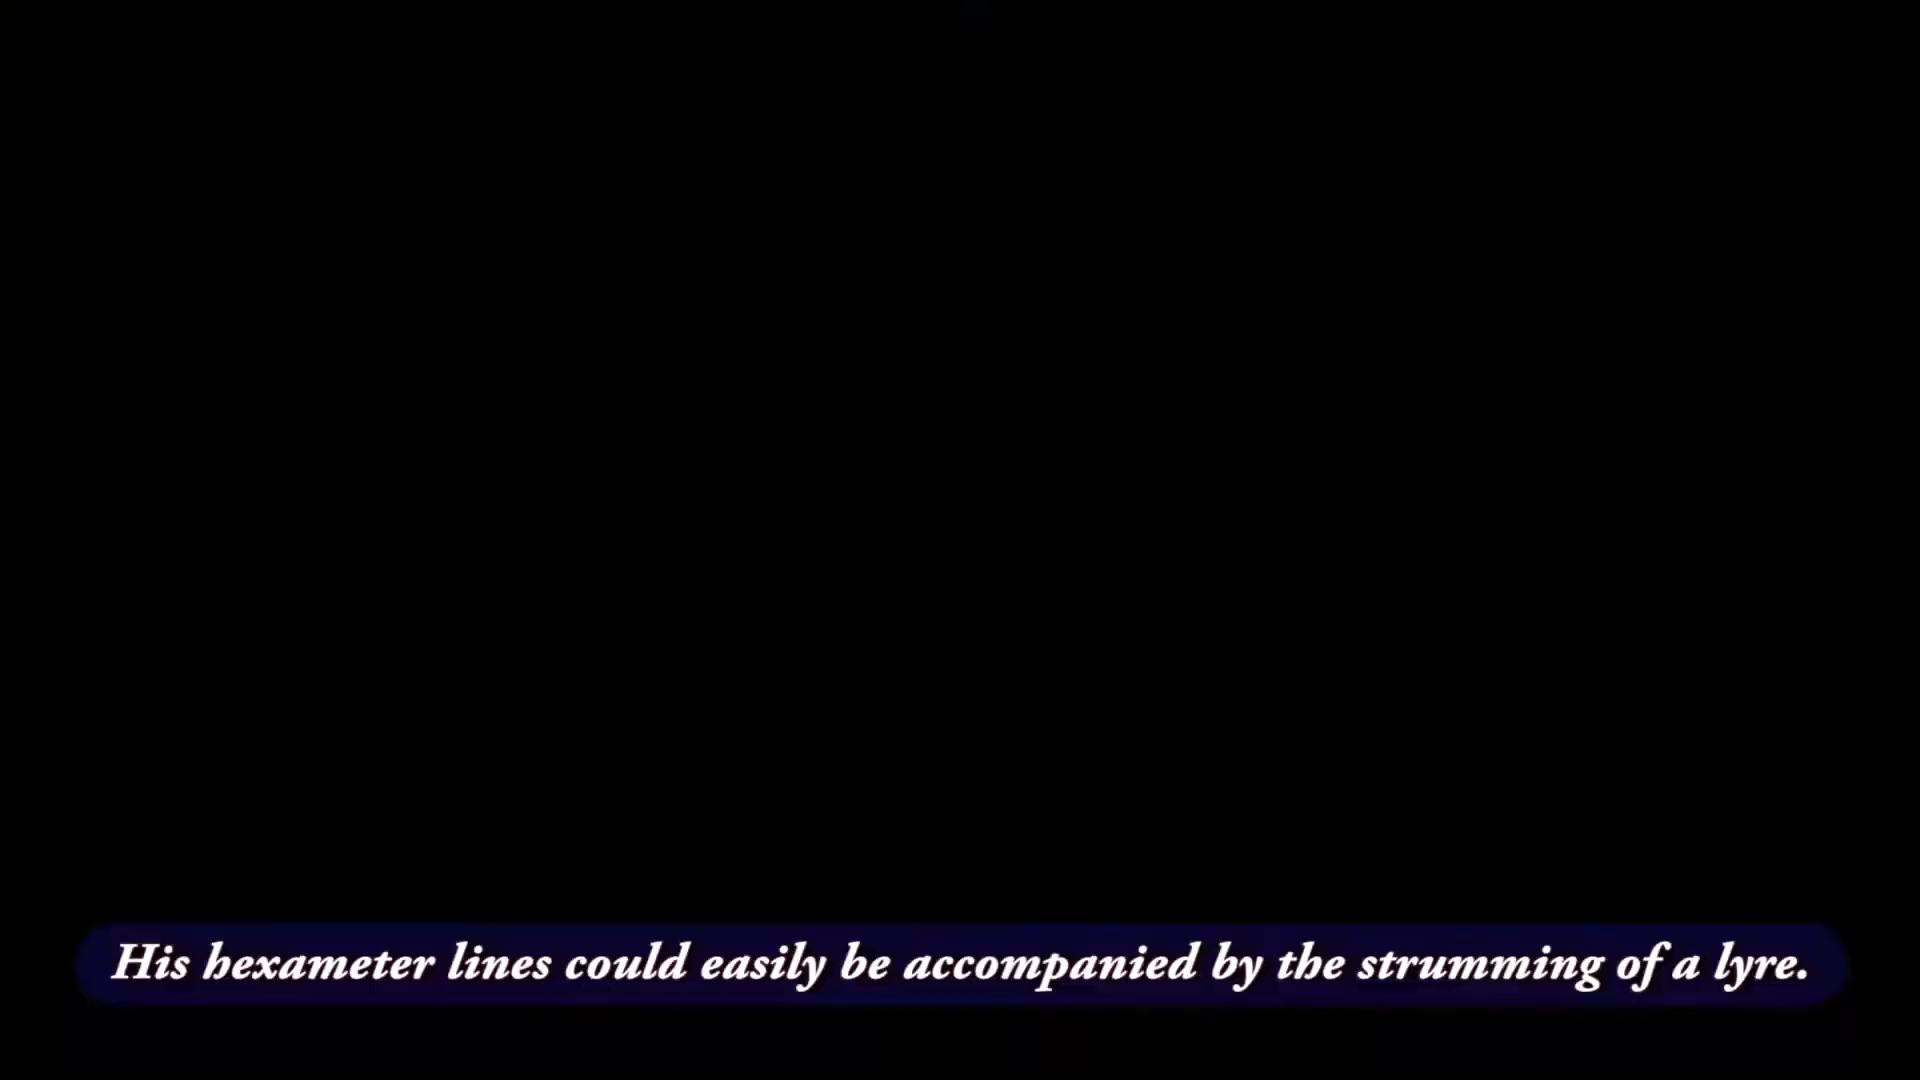 His hexameter lines could easily be accompanied by the strumming of a lyre.